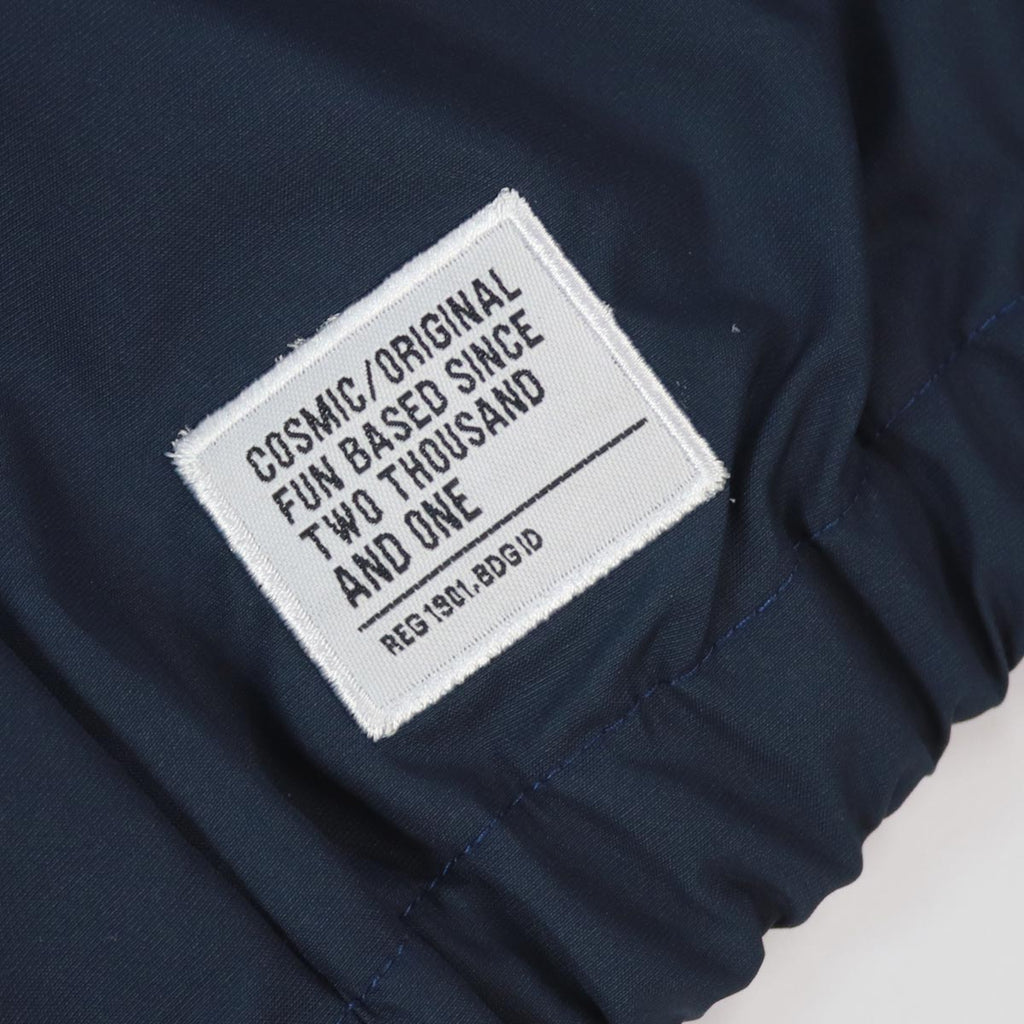 COSMIC/ORIGINAL
FUN BASED SINCE
TWO THOUSAND
AND ONE
REG 1901. BDG ID